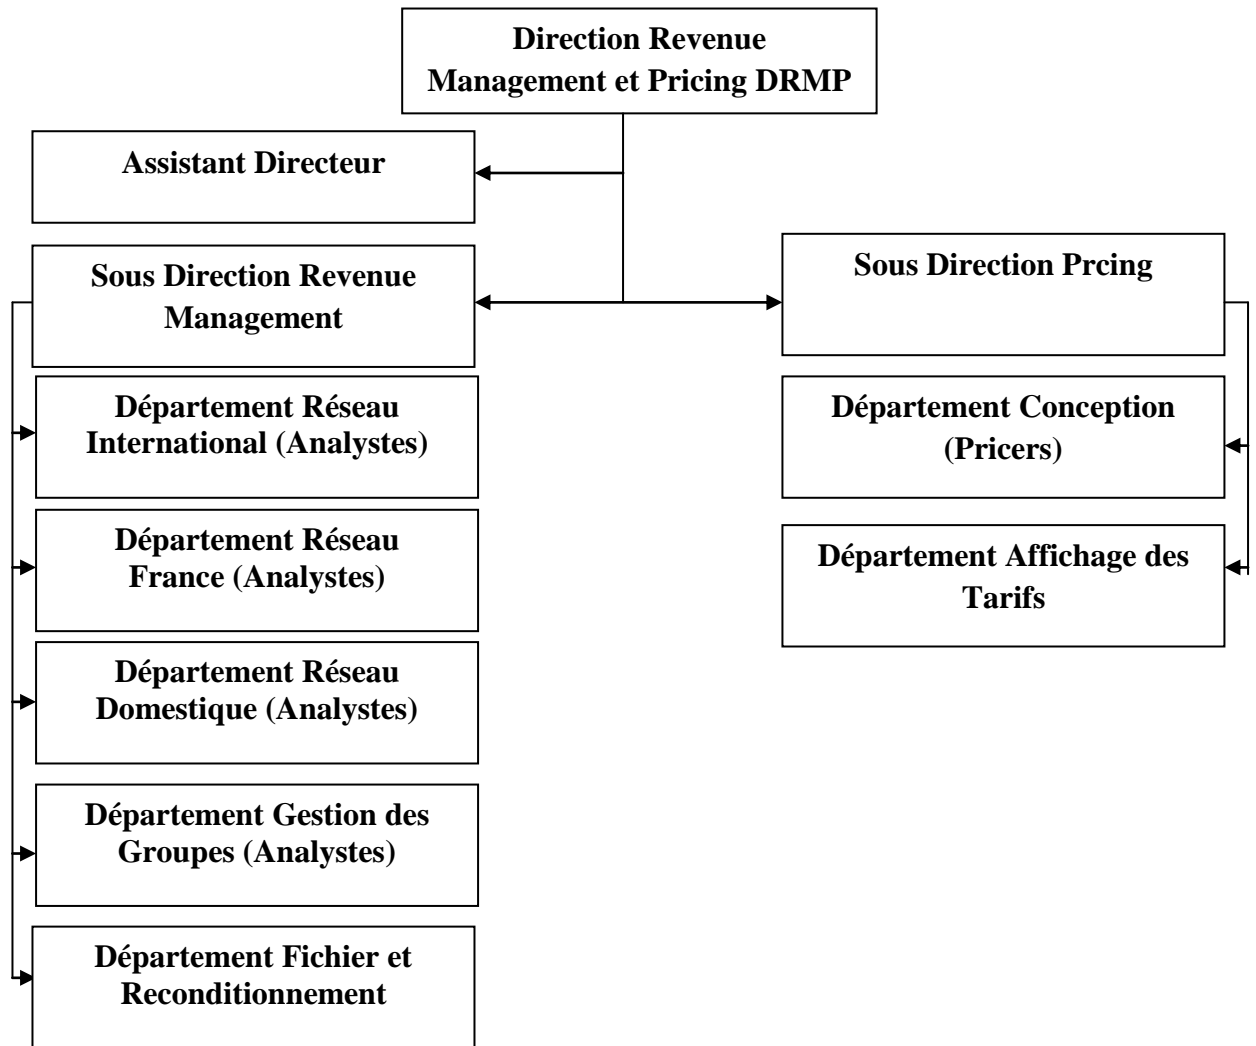 Direction Revenue
Management et Pricing DRMP
Assistant Directeur
Sous Direction Revenue
Management
Sous Direction Prcing
Département Réseau
International (Analystes)
Département Conception
(Pricers)
Département Réseau
France (Analystes)
Département Affichage des
Tarifs
Département Réseau
Domestique (Analystes)
Département Gestion des
Groupes (Analystes)
Département Fichier et
Reconditionnement